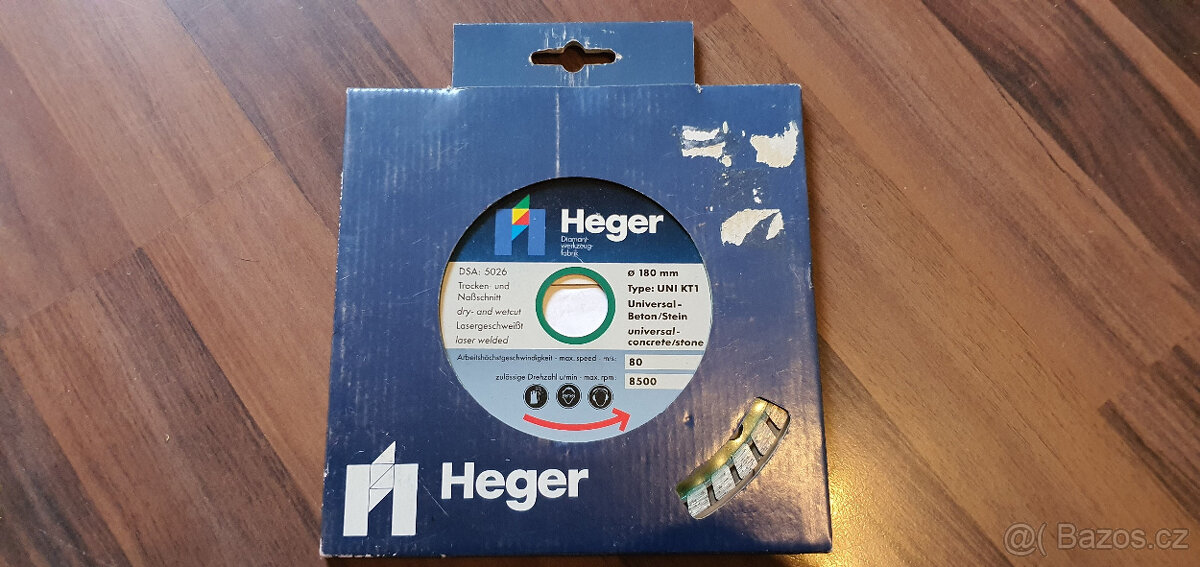 Heger
Diamant-
werkzeug-
fabrik
DSA: 5026
Trocken- und
Naßschnitt
dry- and wetcut
Lasergeschweißt
laser welded
ø 180 mm
Type: UNI KT1
Universal-
Beton/Stein
universal-
concrete/stone
Arbeitshöchstgeschwindigkeit - max. speed - m/s: 80
zulässige Drehzahl u/min - max. rpm: 8500
Heger
@( Bazos.cz